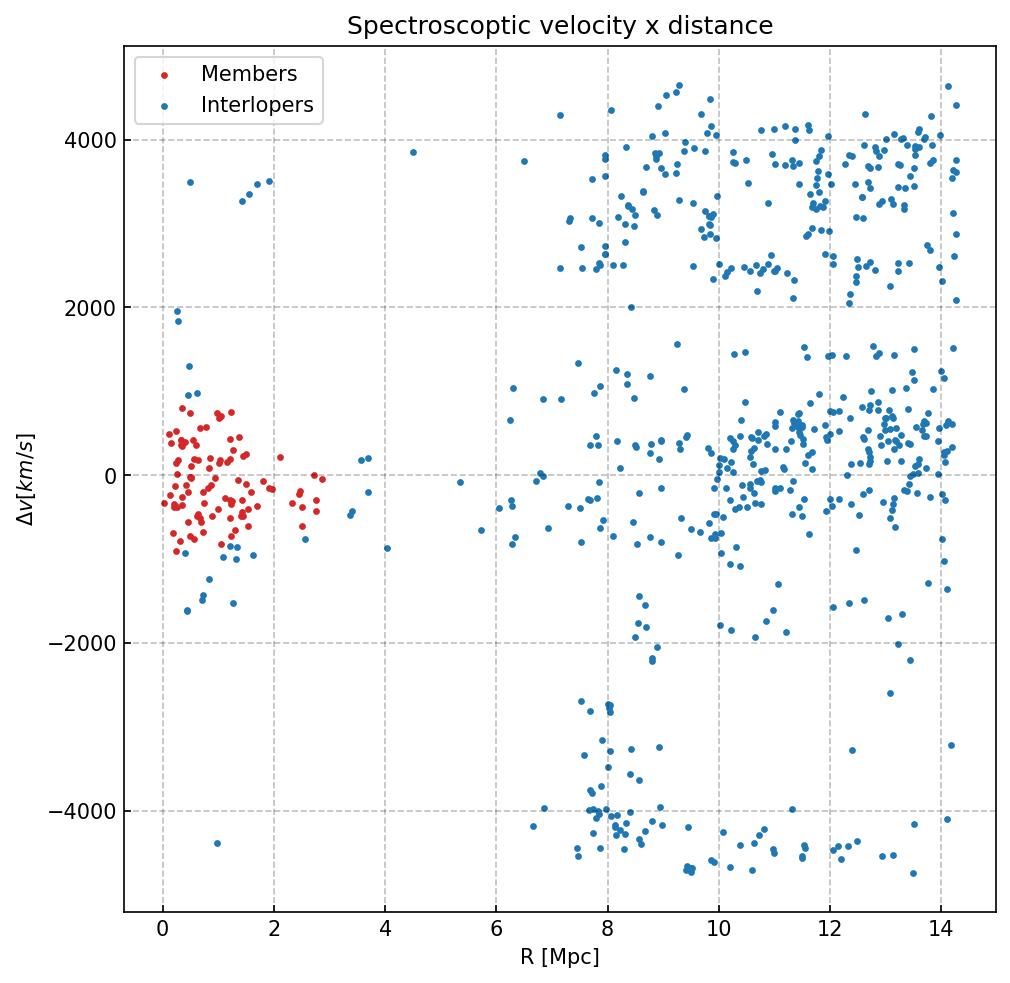 Spectroscoptic velocity x distance
Members
Interlopers
4000
2000
0
−2000
−4000
Δv[km/s]
0 2 4 6 8 10 12 14
R [Mpc]